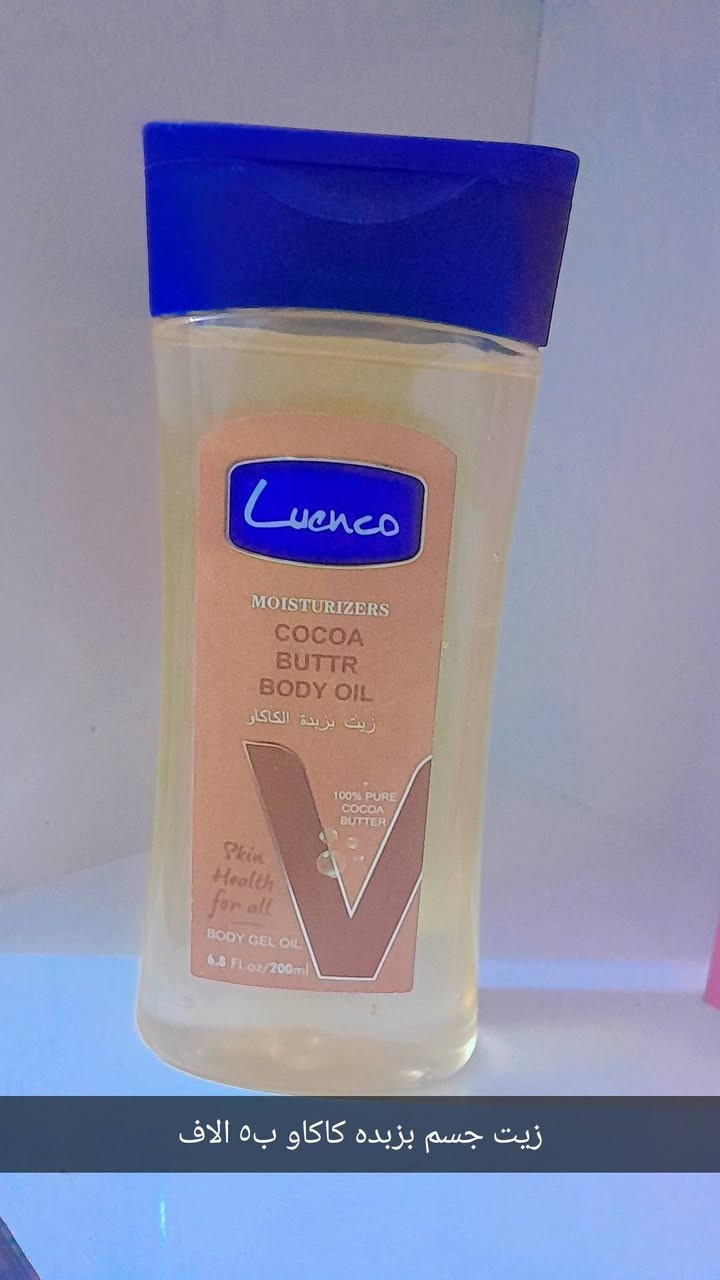 Luenco
MOISTURIZERS
COCOA
BUTTR
BODY OIL
زيت بزبدة الكاكاو
100% PURE
COCOA
BUTTER
Skin
Health
for all
BODY GEL OIL
6.8 Fl.oz/200ml
زيت جسم بزبده كاكاو ب٥ الاف